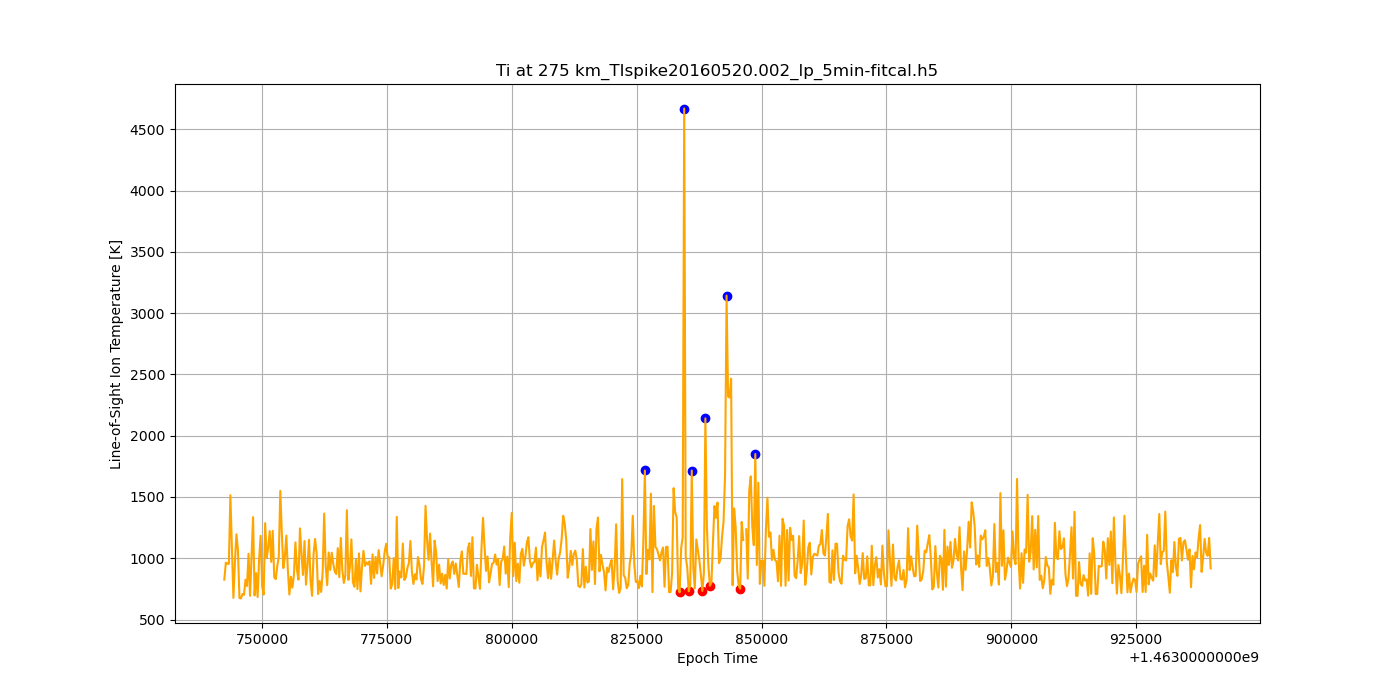 Ti at 275 km_TIspike20160520.002_lp_5min-fitcal.h5
Line-of-Sight Ion Temperature [K]
4500
4000
3500
3000
2500
2000
1500
1000
500
750000 775000 800000 825000 850000 875000 900000 925000
Epoch Time
+1.4630000000e9